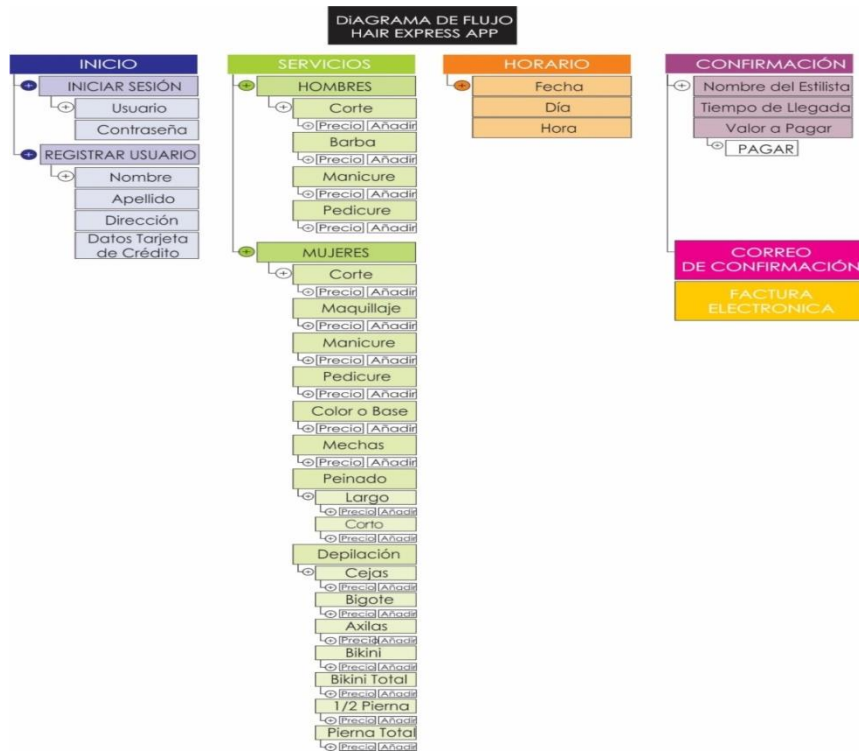 DiAGRAMA DE FLUJO
HAIR EXPRESS APP
INICIO
INICIAR SESIÓN
Usuario
Contraseña
REGISTRAR USUARIO
Nombre
Apellido
Dirección
Datos Tarjeta
de Crédito
SERVICIOS
HOMBRES
Corte
Precio Añadir
Barba
Precio Añadir
Manicure
Precio Añadir
Pedicure
Precio Añadir
MUJERES
Corte
Precio Añadir
Maquillaje
Precio Añadir
Manicure
Precio Añadir
Pedicure
Precio Añadir
Color o Base
Precio Añadir
Mechas
Precio Añadir
Peinado
Largo
Precio Añadir
Corto
Precio Añadir
Depilación
Cejas
Precio Añadir
Bigote
Precio Añadir
Axilas
Precio Añadir
Bikini
Precio Añadir
Bikini Total
Precio Añadir
1/2 Pierna
Precio Añadir
Pierna Total
Precio Añadir
HORARIO
Fecha
Día
Hora
CONFIRMACIÓN
Nombre del Estilista
Tiempo de Llegada
Valor a Pagar
PAGAR
CORREO
DE CONFIRMACIÓN
FACTURA
ELECTRONICA